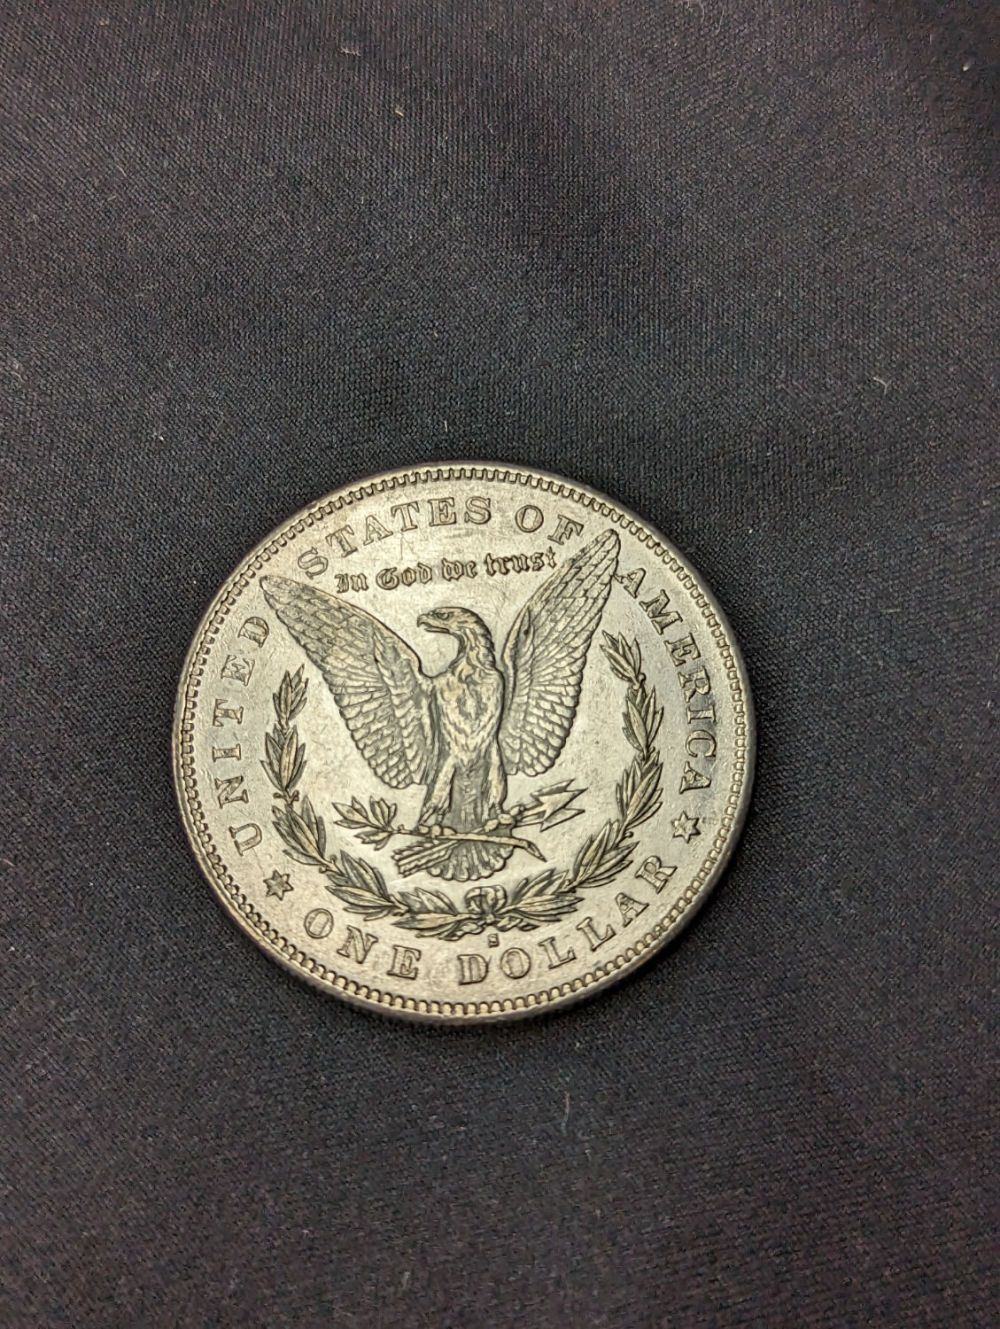 UNITED STATES OF AMERICA
In God we trust
S
ONE DOLLAR